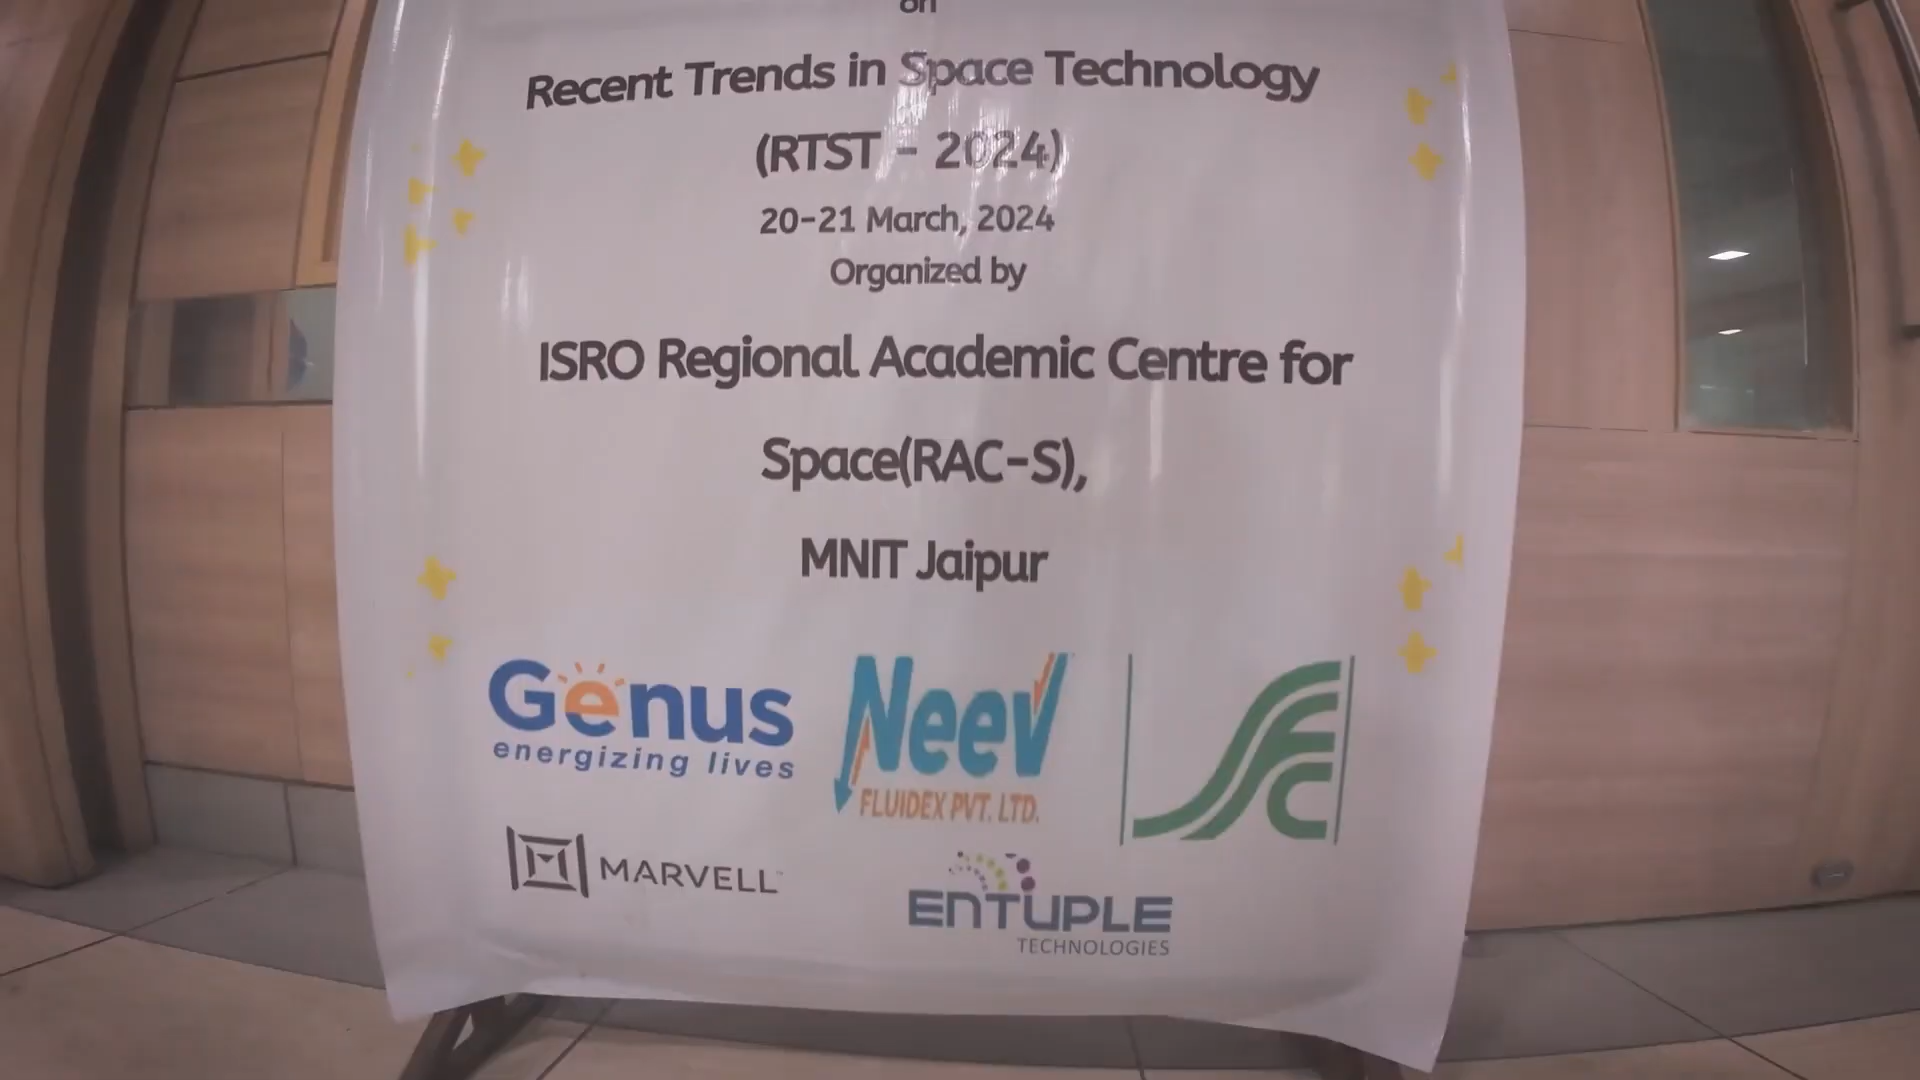 on
Recent Trends in Space Technology
(RTST - 2024)
20-21 March, 2024
Organized by
ISRO Regional Academic Centre for
Space(RAC-S),
MNIT Jaipur
Genus
energizing lives
Neev
FLUIDEX PVT. LTD.
SFC
MARVELL
ENTUPLE
TECHNOLOGIES